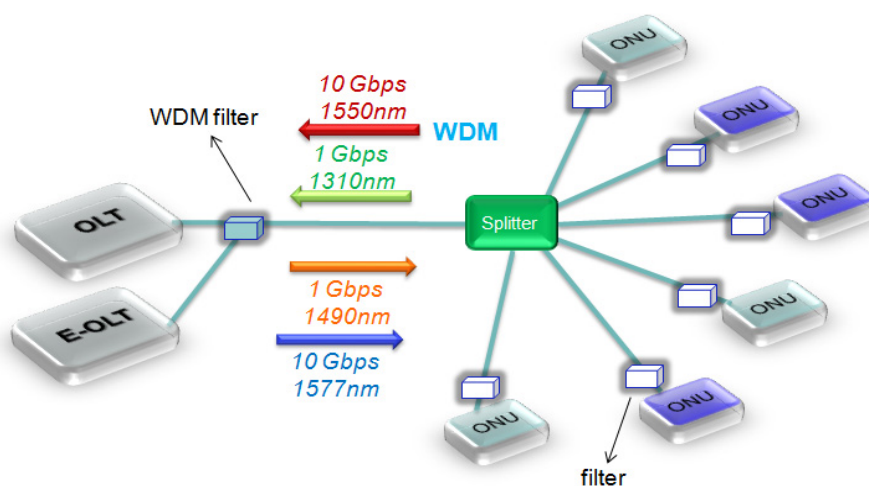 ONU
10 Gbps
1550nm
WDM filter
WDM
ONU
1 Gbps
1310nm
OLT
Splitter
ONU
1 Gbps
1490nm
E-OLT
ONU
10 Gbps
1577nm
ONU
ONU
filter